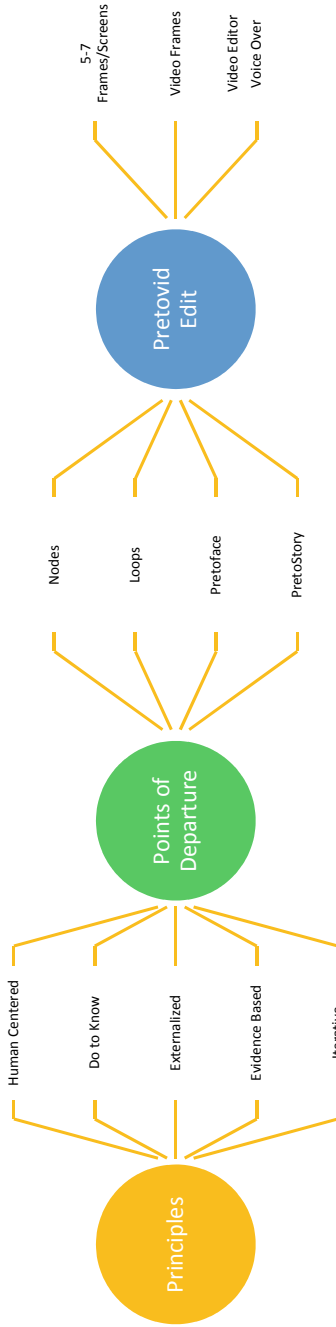 Principles
Human Centered
Do to Know
Externalized
Evidence Based
Points of
Departure
Nodes
Loops
Pretoface
PretoStory
Pretovid
Edit
5-7
Frames/Screens
Video Frames
Video Editor
Voice Over